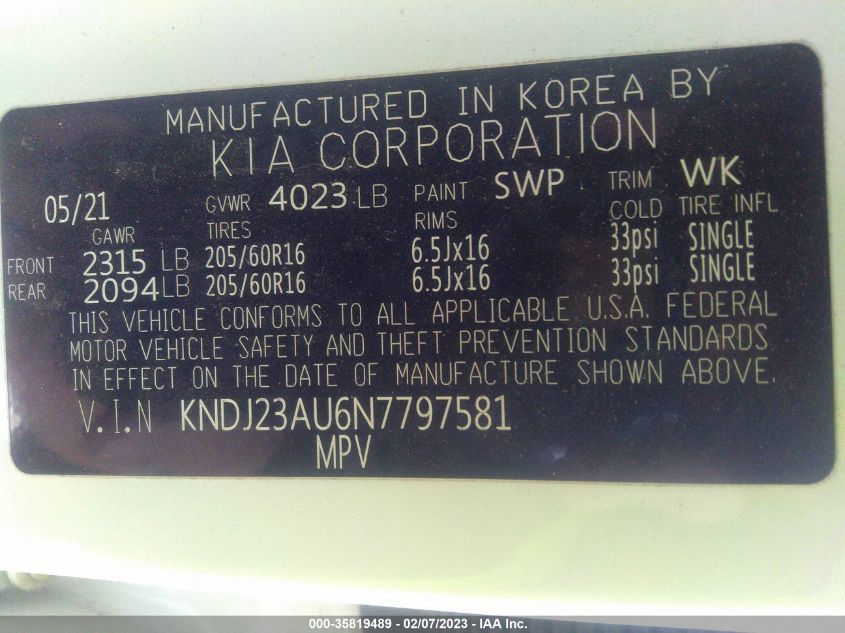 MANUFACTURED IN KOREA BY
KIA CORPORATION
05/21 GVWR 4023 LB PAINT SWP TRIM WK
GAWR TIRES RIMS COLD TIRE INFL
FRONT 2315 LB 205/60R16 6.5Jx16 33psi SINGLE
REAR 2094 LB 205/60R16 6.5Jx16 33psi SINGLE
THIS VEHICLE CONFORMS TO ALL APPLICABLE U.S.A. FEDERAL
MOTOR VEHICLE SAFETY AND THEFT PREVENTION STANDARDS
IN EFFECT ON THE DATE OF MANUFACTURE SHOWN ABOVE.
V.I.N KNDJ23AU6N7797581
MPV
000-35819489 - 02/07/2023 - IAA Inc.